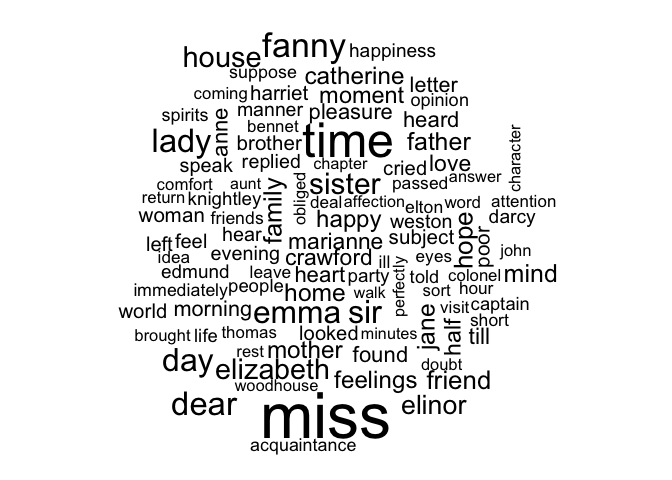 fanny
house
happiness
suppose
catherine
letter
coming
harriet
moment
opinion
spirits
anne
manner
pleasure
heard
bennet
lady
brother
time
father
character
speak
replied
chapter
cried
love
comfort
aunt
family
obliged
sister
passed
answer
return
knightley
deal
affection
elton
word
attention
woman
friends
happy
weston
hope
poor
darcy
left
feel
hear
marianne
subject
idea
evening
crawford
ill
eyes
john
edmund
leave
heart
party
perfectly
told
colonel
mind
immediately
people
home
walk
sort
hour
world
morning
emma
sir
jane
half
visit
captain
short
brought
life
thomas
looked
minutes
till
rest
mother
found
day
elizabeth
doubt
woodhouse
feelings
friend
dear
miss
elinor
acquaintance